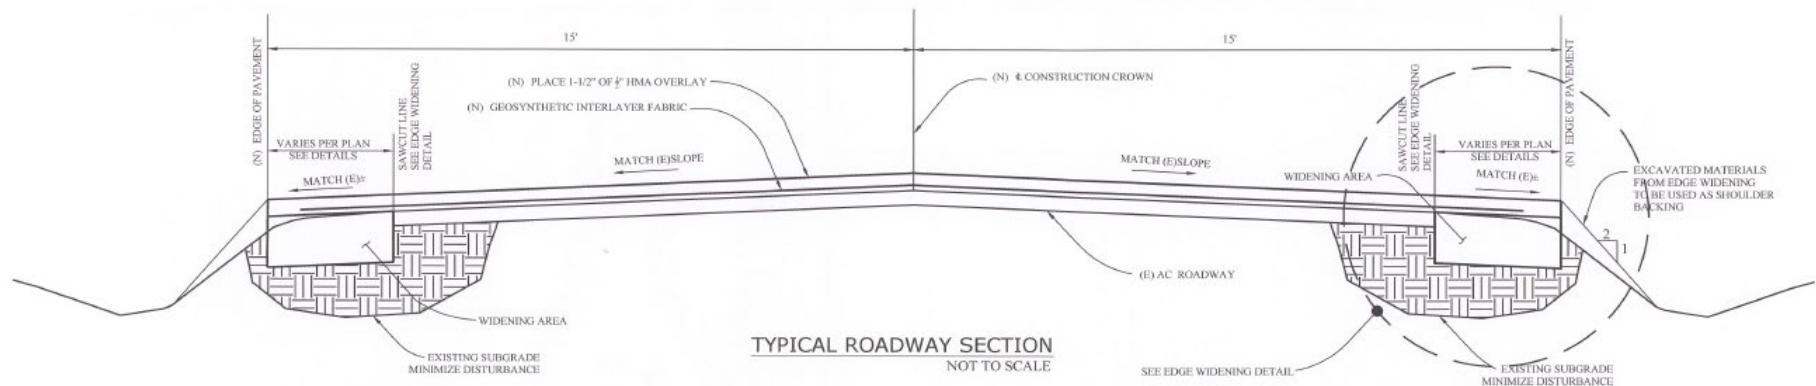 15'
15'
(N) EDGE OF PAVEMENT
(N) PLACE 1-1/2" OF ½" HMA OVERLAY
(N) GEOSYNTHETIC INTERLAYER FABRIC
(N) ℄ CONSTRUCTION CROWN
(N) EDGE OF PAVEMENT
VARIES PER PLAN
SEE DETAILS
SAWCUT LINE
SEE EDGE WIDENING
DETAIL
MATCH (E)±
MATCH (E)SLOPE
MATCH (E)SLOPE
SAWCUT LINE
SEE EDGE WIDENING
DETAIL
VARIES PER PLAN
SEE DETAILS
MATCH (E)±
WIDENING AREA
EXCAVATED MATERIALS
FROM EDGE WIDENING
TO BE USED AS SHOULDER
BACKING
2
1
(E) AC ROADWAY
WIDENING AREA
EXISTING SUBGRADE
MINIMIZE DISTURBANCE
TYPICAL ROADWAY SECTION
NOT TO SCALE
SEE EDGE WIDENING DETAIL
EXISTING SUBGRADE
MINIMIZE DISTURBANCE